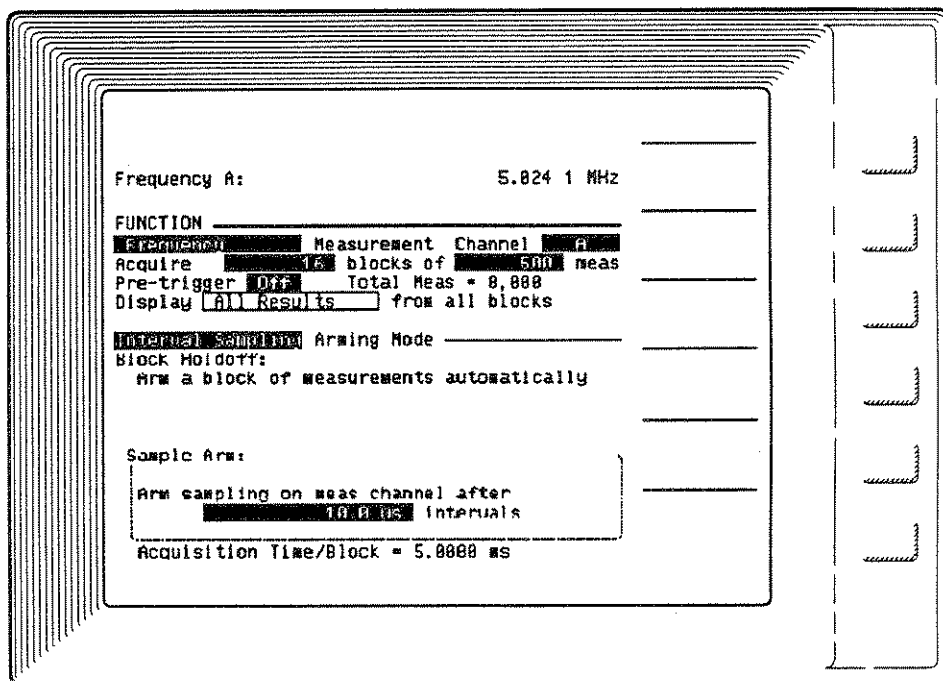 Frequency A: 5.024 1 MHz
FUNCTION
Frequency Measurement Channel A
Acquire 16 blocks of 500 meas
Pre-trigger Off Total Meas = 8,000
Display All Results from all blocks
Interval Sampling Arming Mode
Block Holdoff:
Arm a block of measurements automatically
Sample Arm:
Arm sampling on meas channel after
10.0 us intervals
Acquisition Time/Block = 5.0000 ms